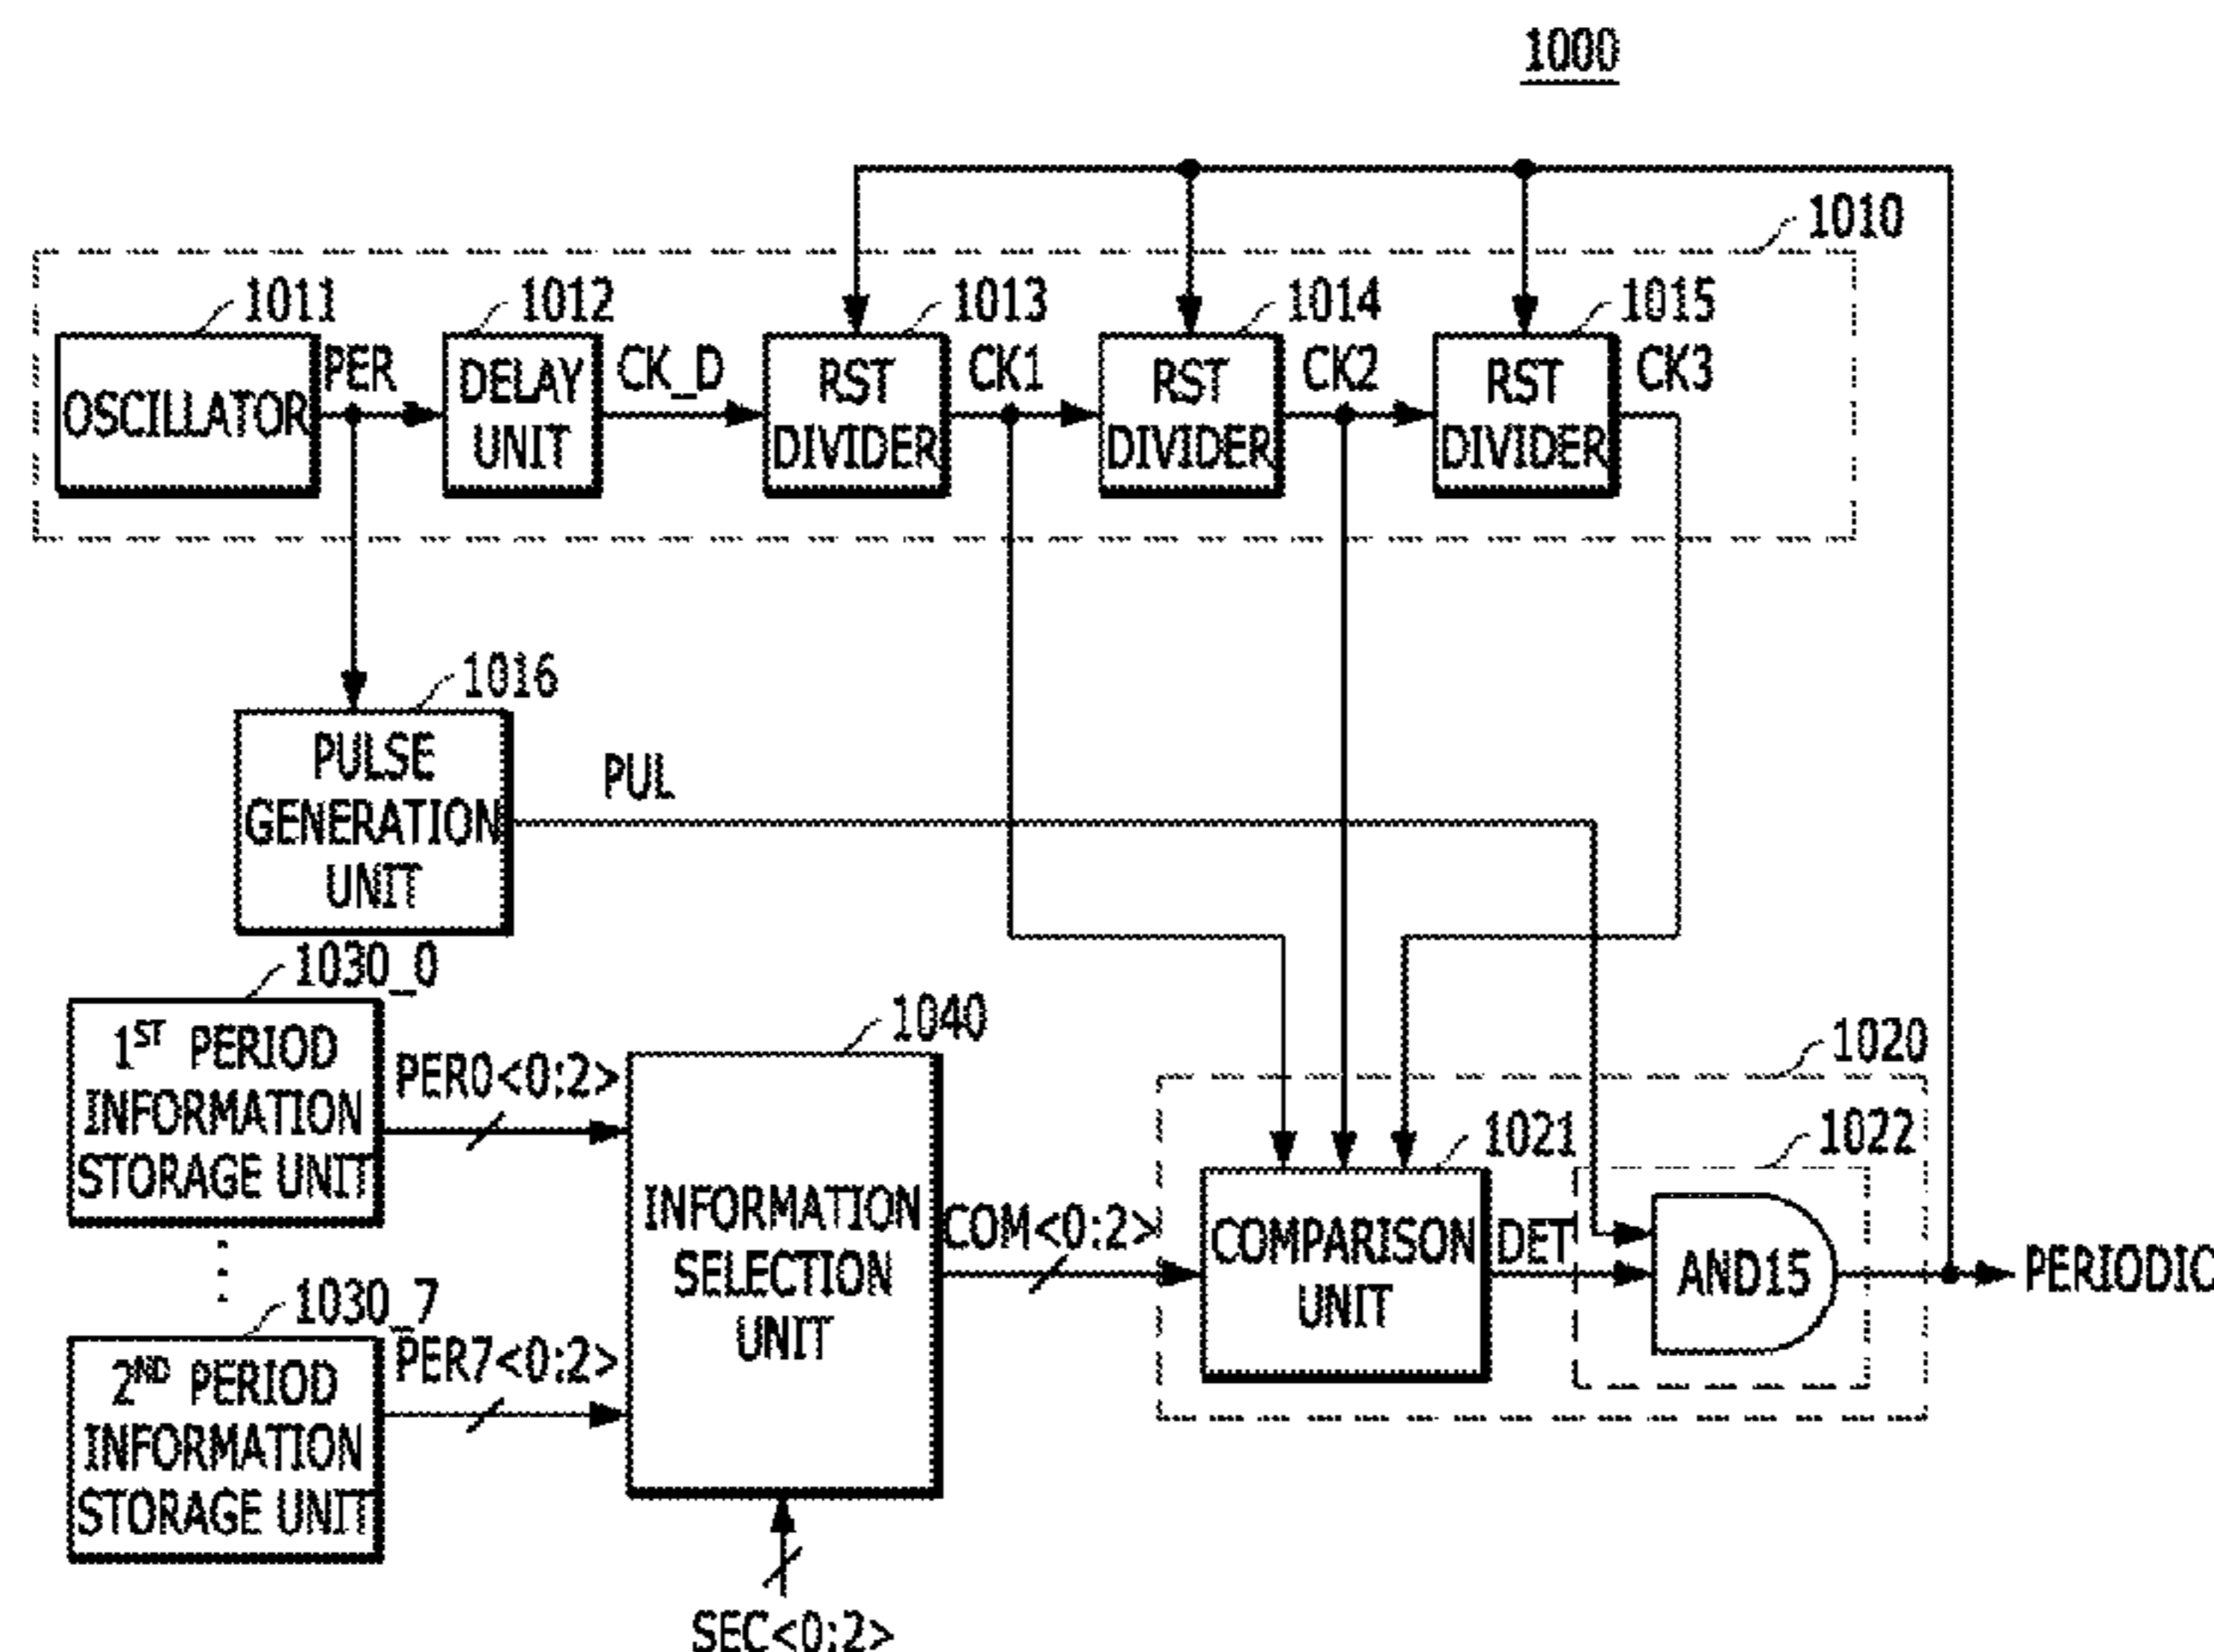 1000
1010
1011
1012
1013
1014
1015
PER
CK_D
CK1
CK2
CK3
OSCILLATOR
DELAY
UNIT
RST
DIVIDER
RST
DIVIDER
RST
DIVIDER
1016
PULSE
GENERATION
UNIT
PUL
1030_0
1ST PERIOD
INFORMATION
STORAGE UNIT
PER0<0:2>
1040
INFORMATION
SELECTION
UNIT
COM<0:2>
1020
1021
1022
COMPARISON
UNIT
DET
AND15
PERIODIC
1030_7
2ND PERIOD
INFORMATION
STORAGE UNIT
PER7<0:2>
SEC<0:2>